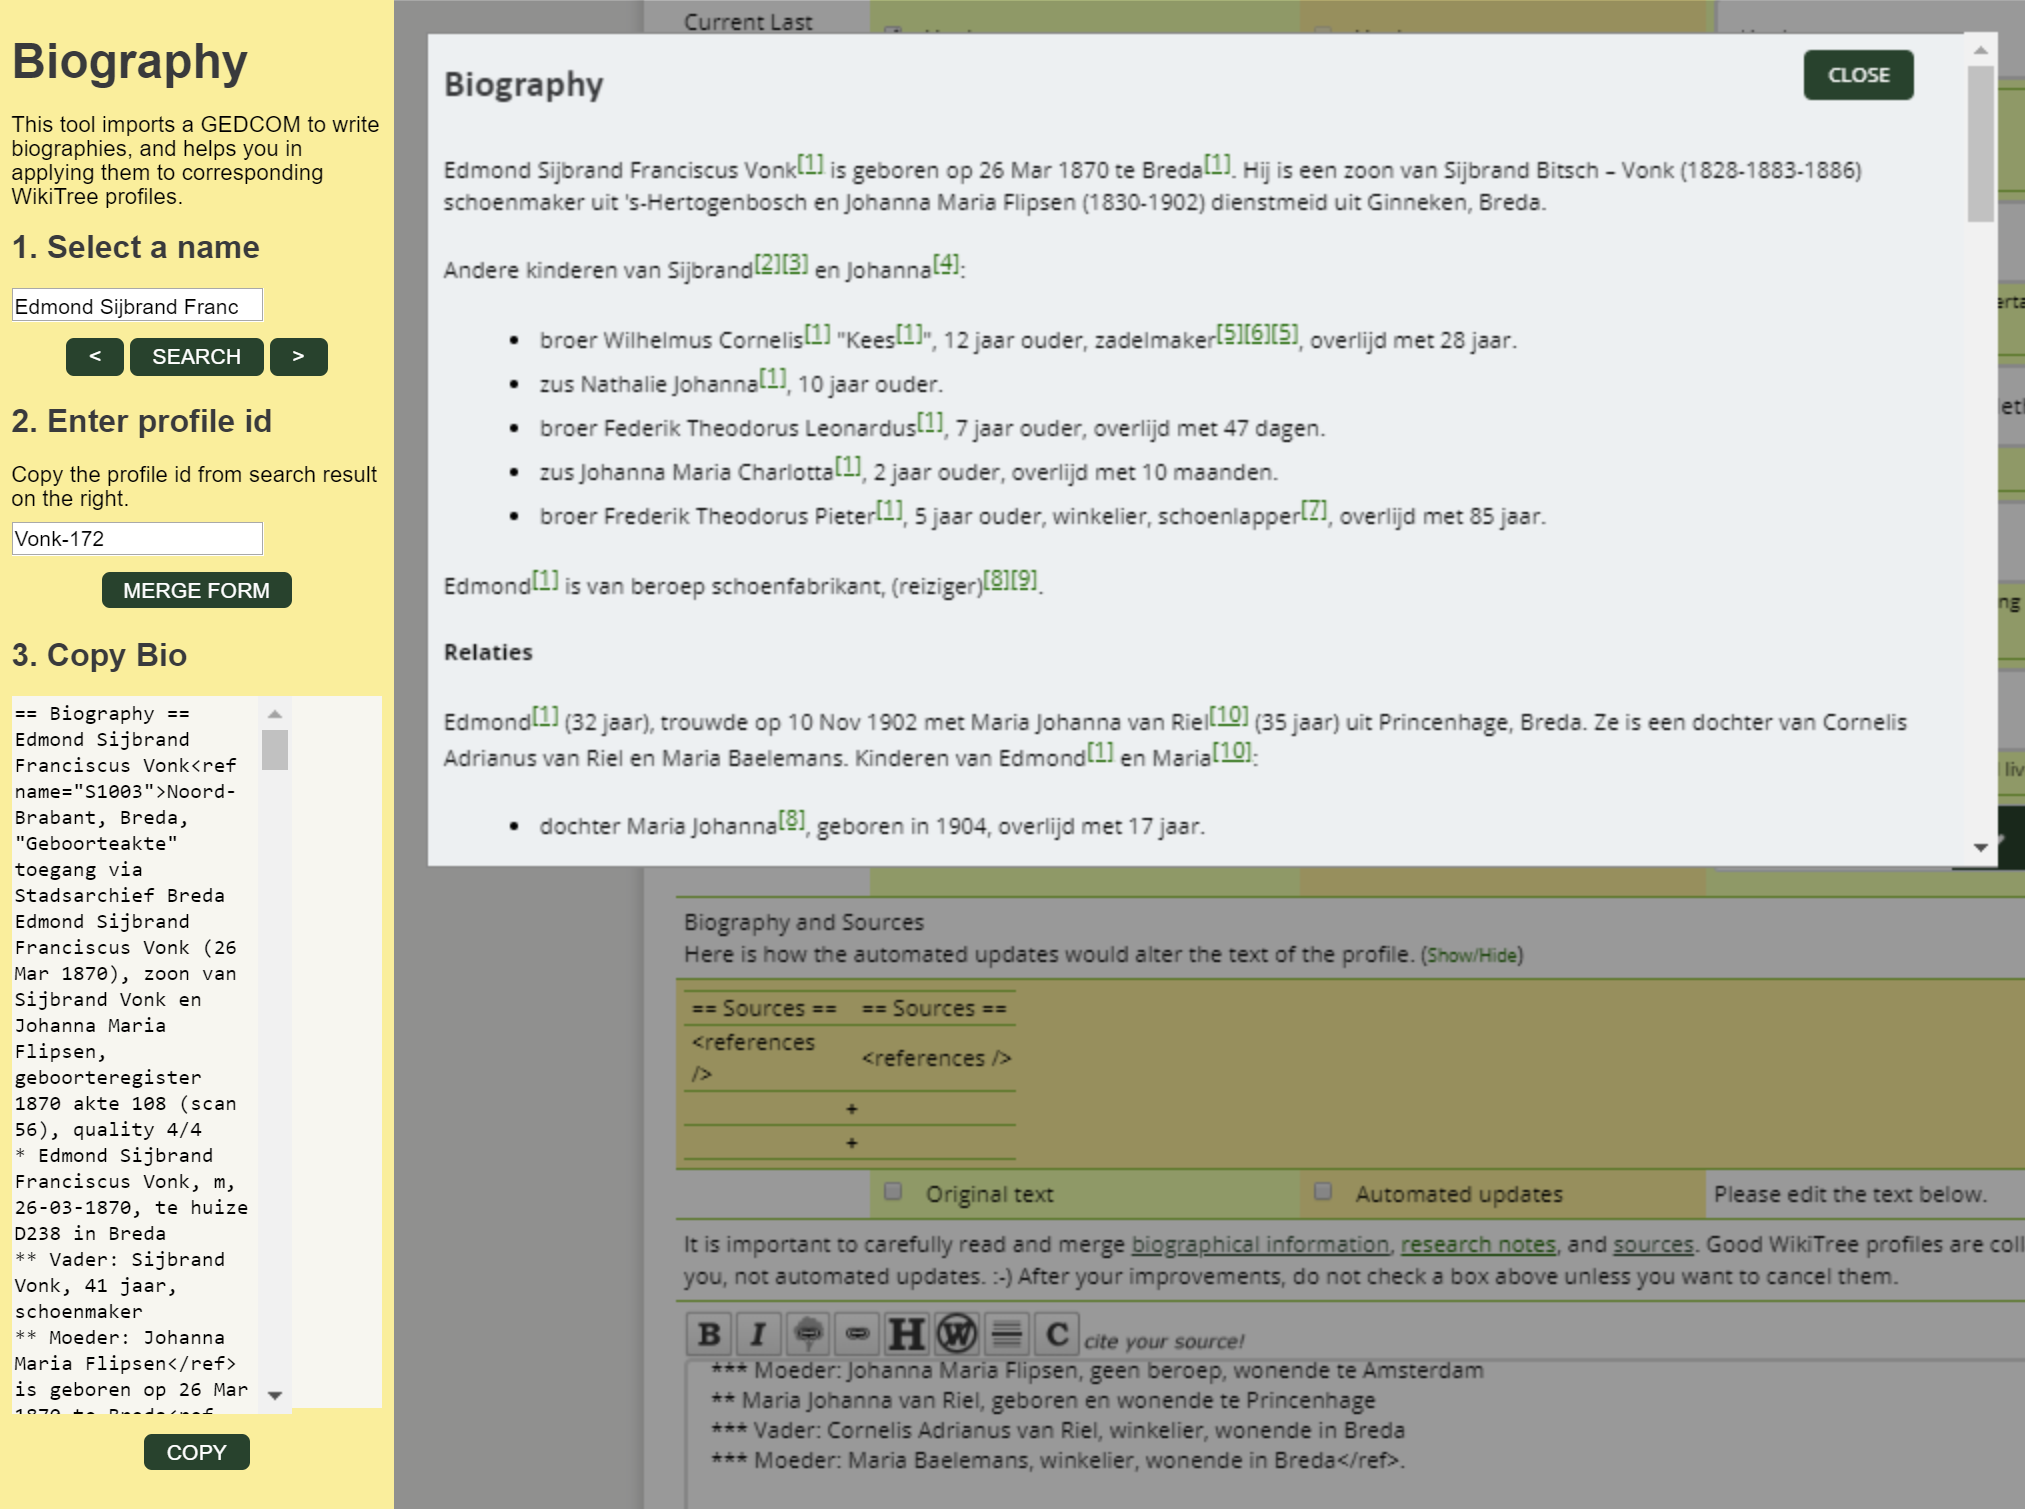 Biography
This tool imports a GEDCOM to write
biographies, and helps you in
applying them to corresponding
WikiTree profiles.
1. Select a name
Edmond Sijbrand Franc
< SEARCH >
2. Enter profile id
Copy the profile id from search result
on the right.
Vonk-172
MERGE FORM
3. Copy Bio
== Biography ==
Edmond Sijbrand
Franciscus Vonk<ref
name="S1003">Noord-
Brabant, Breda,
"Geboorteakte"
toegang via
Stadsarchief Breda
Edmond Sijbrand
Franciscus Vonk (26
Mar 1870), zoon van
Sijbrand Vonk en
Johanna Maria
Flipsen,
geboorteregister
1870 akte 108 (scan
56), quality 4/4
* Edmond Sijbrand
Franciscus Vonk, m,
26-03-1870, te huize
D238 in Breda
** Vader: Sijbrand
Vonk, 41 jaar,
schoenmaker
** Moeder: Johanna
Maria Flipsen</ref>
is geboren op 26 Mar
1870 te Breda<ref
COPY
Current Last
Biography
CLOSE
Edmond Sijbrand Franciscus Vonk[1] is geboren op 26 Mar 1870 te Breda[1]. Hij is een zoon van Sijbrand Bitsch – Vonk (1828-1883-1886)
schoenmaker uit 's-Hertogenbosch en Johanna Maria Flipsen (1830-1902) dienstmeid uit Ginneken, Breda.
Andere kinderen van Sijbrand[2][3] en Johanna[4]:
• broer Wilhelmus Cornelis[1] "Kees[1]", 12 jaar ouder, zadelmaker[5][6][5], overlijd met 28 jaar.
• zus Nathalie Johanna[1], 10 jaar ouder.
• broer Federik Theodorus Leonardus[1], 7 jaar ouder, overlijd met 47 dagen.
• zus Johanna Maria Charlotta[1], 2 jaar ouder, overlijd met 10 maanden.
• broer Frederik Theodorus Pieter[1], 5 jaar ouder, winkelier, schoenlapper[7], overlijd met 85 jaar.
Edmond[1] is van beroep schoenfabrikant, (reiziger)[8][9].
Relaties
Edmond[1] (32 jaar), trouwde op 10 Nov 1902 met Maria Johanna van Riel[10] (35 jaar) uit Princenhage, Breda. Ze is een dochter van Cornelis
Adrianus van Riel en Maria Baelemans. Kinderen van Edmond[1] en Maria[10]:
• dochter Maria Johanna[8], geboren in 1904, overlijd met 17 jaar.
Biography and Sources
Here is how the automated updates would alter the text of the profile. (Show/Hide)
== Sources == == Sources ==
<references
/> <references />
+
+
Original text Automated updates Please edit the text below.
It is important to carefully read and merge biographical information, research notes, and sources. Good WikiTree profiles are coll
you, not automated updates. :-) After your improvements, do not check a box above unless you want to cancel them.
B I H W C cite your source!
*** Moeder: Johanna Maria Flipsen, geen beroep, wonende te Amsterdam
** Maria Johanna van Riel, geboren en wonende te Princenhage
*** Vader: Cornelis Adrianus van Riel, winkelier, wonende in Breda
*** Moeder: Maria Baelemans, winkelier, wonende in Breda</ref>.